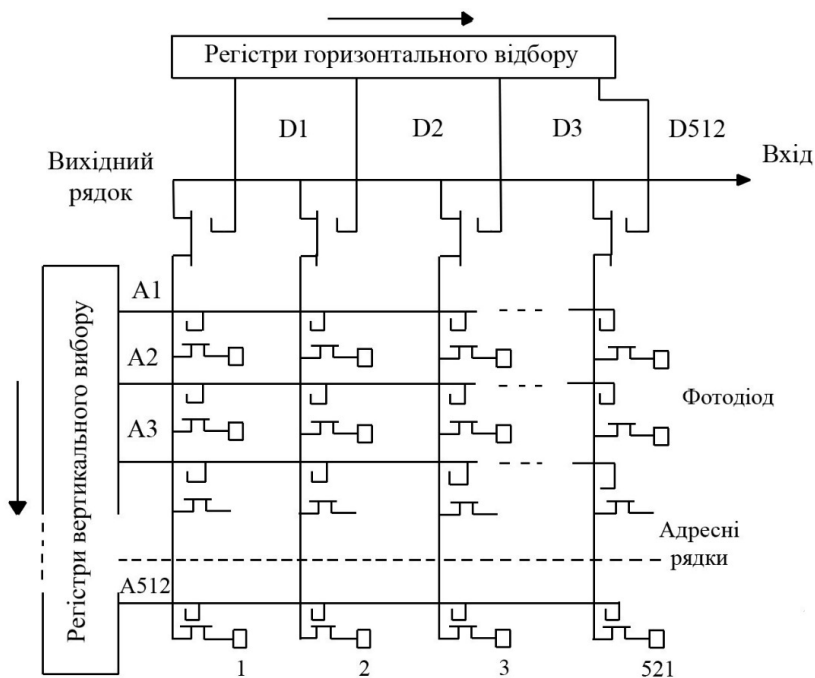 Регістри горизонтального відбору
D1
D2
D3
D512
Вихідний
рядок
Вхід
A1
A2
A3
Фотодіод
Регістри вертикального вибору
Адресні
рядки
A512
1
2
3
521